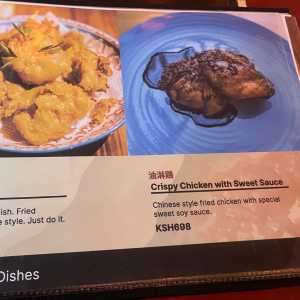 油淋鶏
Crispy Chicken with Sweet Sauce
Chinese style fried chicken with special
sweet soy sauce.
KSH698
ish. Fried
style. Just do it.
Dishes